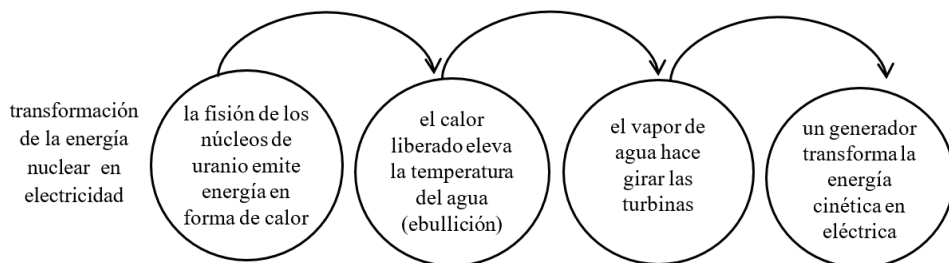 transformación
de la energía
nuclear en
electricidad
la fisión de los
núcleos de
uranio emite
energía en
forma de calor
el calor
liberado eleva
la temperatura
del agua
(ebullición)
el vapor de
agua hace
girar las
turbinas
un generador
transforma la
energía
cinética en
eléctrica